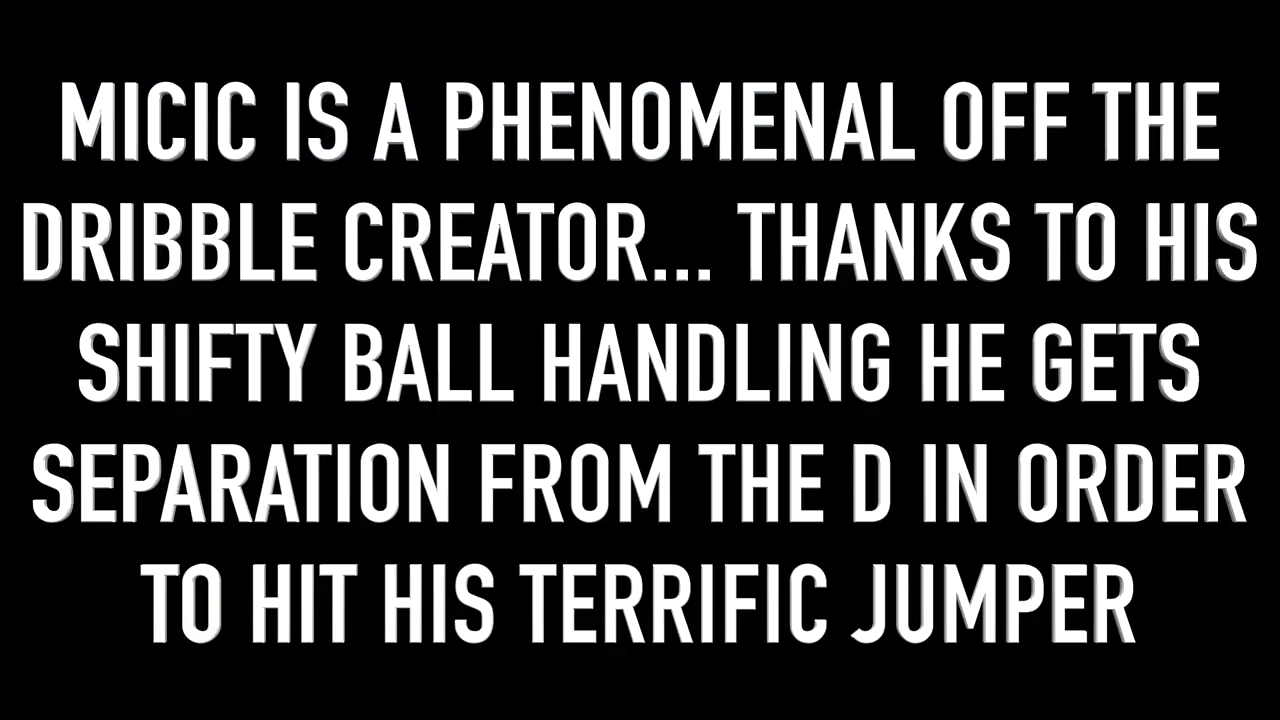 MICIC IS A PHENOMENAL OFF THE
DRIBBLE CREATOR... THANKS TO HIS
SHIFTY BALL HANDLING HE GETS
SEPARATION FROM THE D IN ORDER
TO HIT HIS TERRIFIC JUMPER